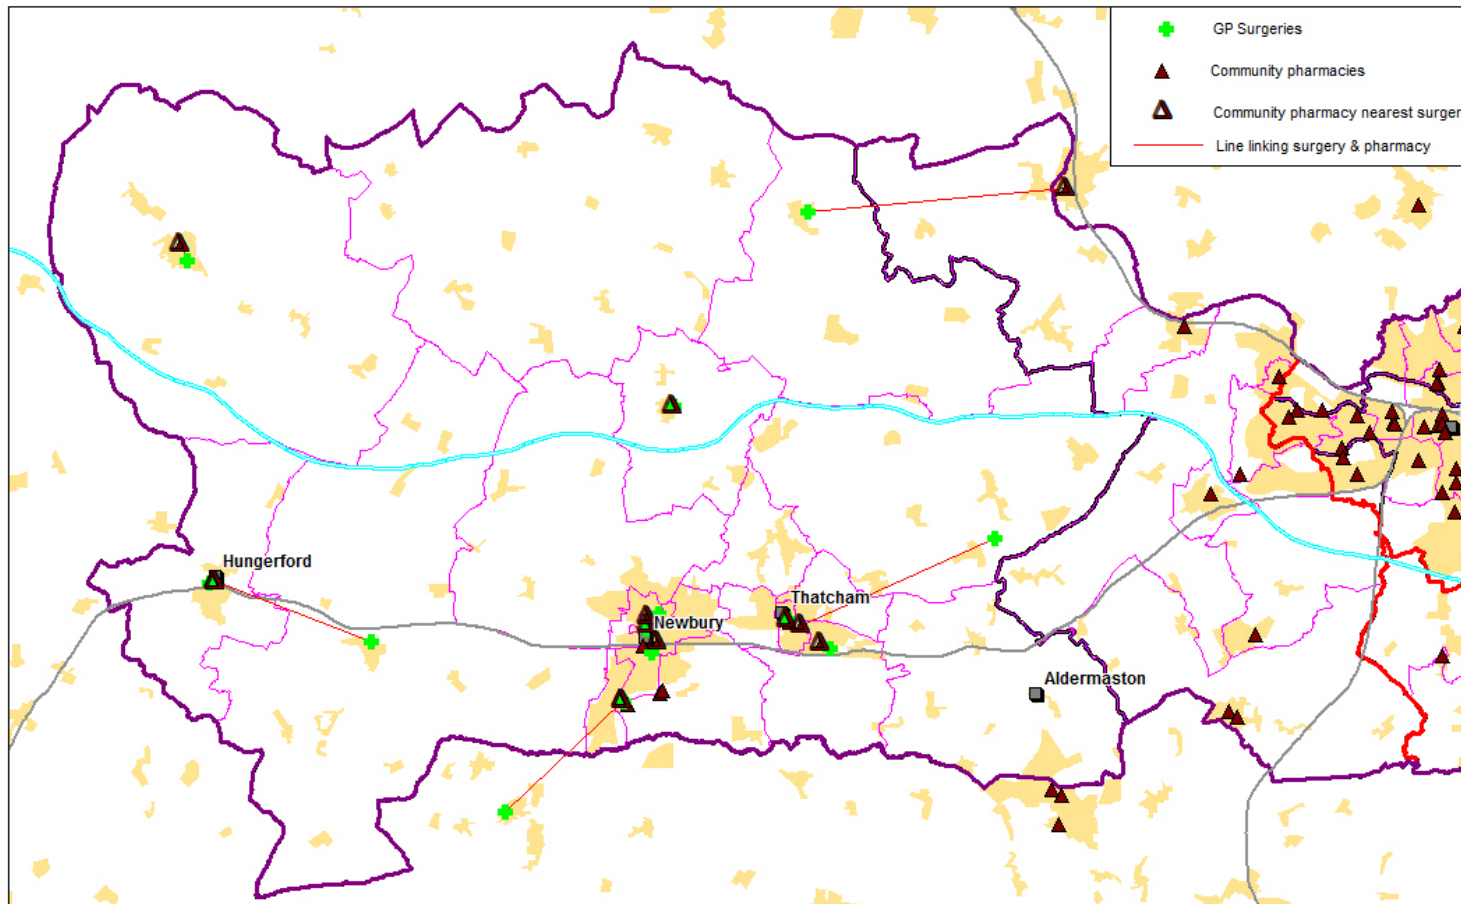 GP Surgeries
Community pharmacies
Community pharmacy nearest surger
Line linking surgery & pharmacy
Hungerford
Thatcham
Newbury
Aldermaston